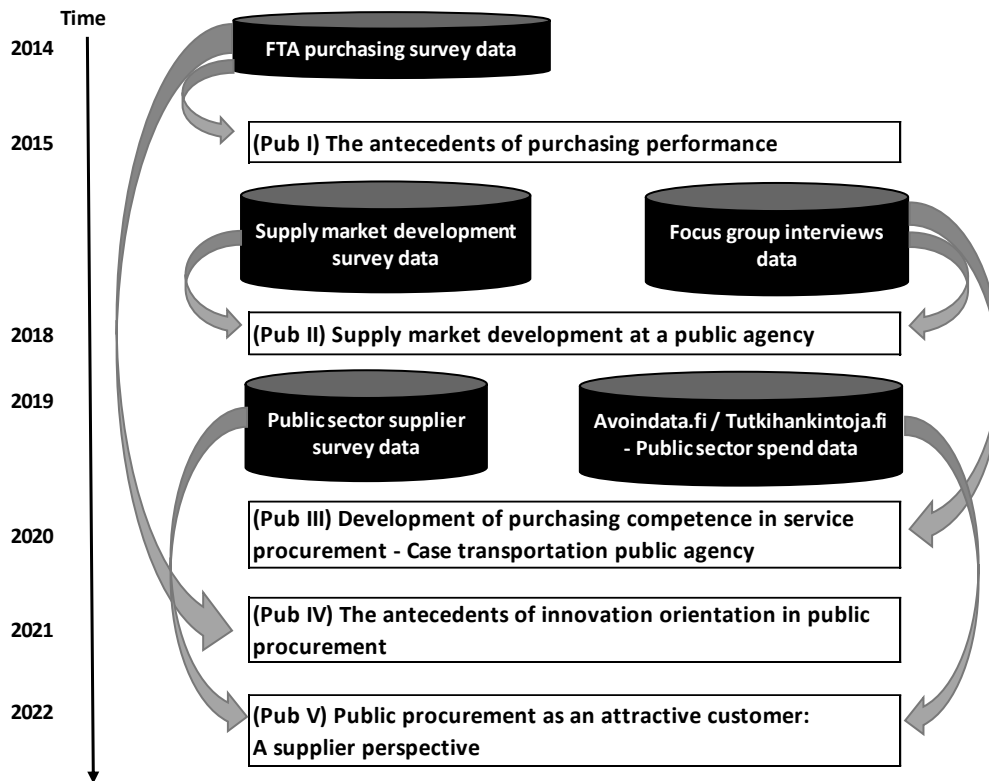 Time
2014
FTA purchasing survey data
2015
(Pub I) The antecedents of purchasing performance
Supply market development
survey data
Focus group interviews
data
2018
(Pub II) Supply market development at a public agency
2019
Public sector supplier
survey data
Avoindata.fi / Tutkihankintoja.fi
- Public sector spend data
2020
(Pub III) Development of purchasing competence in service
procurement - Case transportation public agency
2021
(Pub IV) The antecedents of innovation orientation in public
procurement
2022
(Pub V) Public procurement as an attractive customer:
A supplier perspective